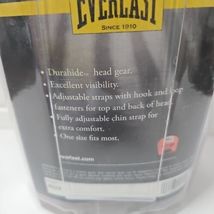 EVERLAST
SINCE 1910
• Durahide™ head gear.
• Excellent visibility.
• Adjustable straps with hook and loop
fasteners for top and back of head.
• Fully adjustable chin strap for
extra comfort.
• One size fits most.